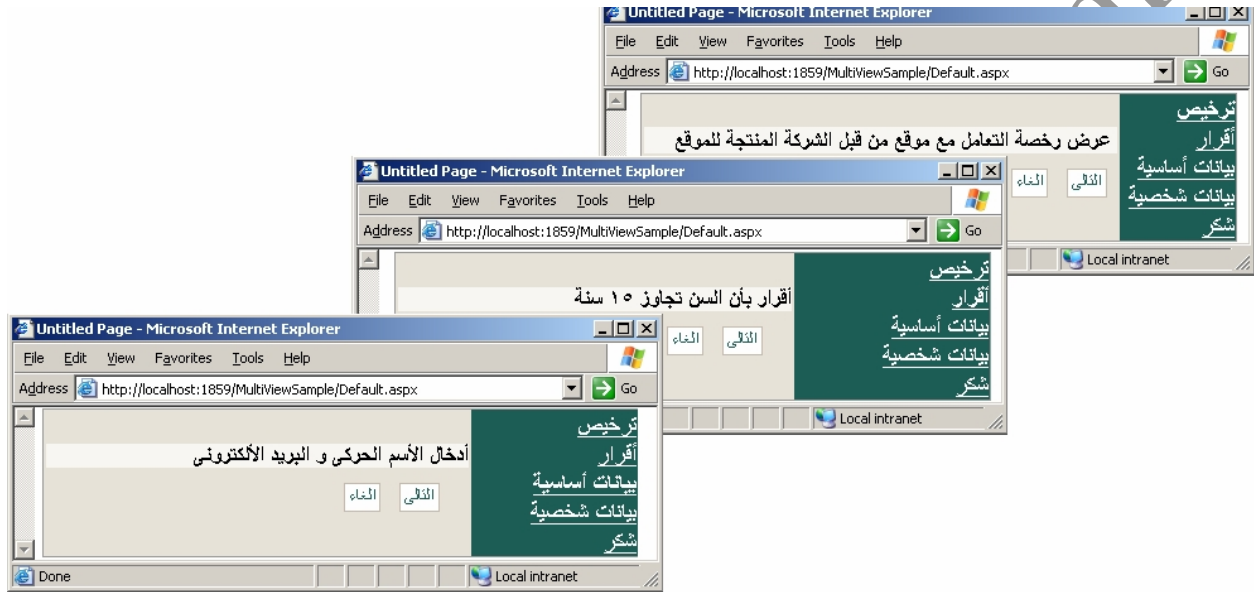 Untitled Page - Microsoft Internet Explorer
File Edit View Favorites Tools Help
Address http://localhost:1859/MultiViewSample/Default.aspx Go
ترخيص
أقرار
عرض رخصة التعامل مع موقع من قبل الشركة المنتجة للموقع
بيانات أساسية
بيانات شخصية
شكر
التالى الغاء
Local intranet
Untitled Page - Microsoft Internet Explorer
File Edit View Favorites Tools Help
Address http://localhost:1859/MultiViewSample/Default.aspx Go
ترخيص
أقرار
أقرار بأن السن تجاوز ١٥ سنة
بيانات أساسية
بيانات شخصية
شكر
التالى الغاء
Local intranet
Untitled Page - Microsoft Internet Explorer
File Edit View Favorites Tools Help
Address http://localhost:1859/MultiViewSample/Default.aspx Go
ترخيص
أقرار
أدخال الأسم الحركى و البريد الألكترونى
بيانات أساسية
بيانات شخصية
شكر
التالى الغاء
Done Local intranet